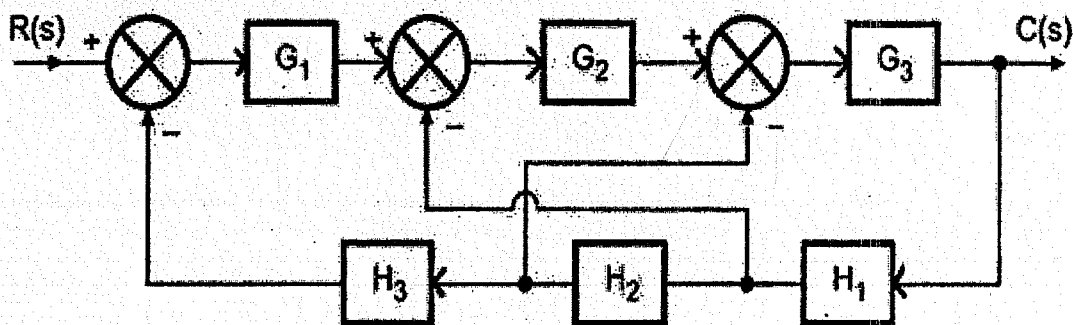 R(s) + G₁ + G₂ + G₃ C(s)
− − −
H₃ H₂ H₁